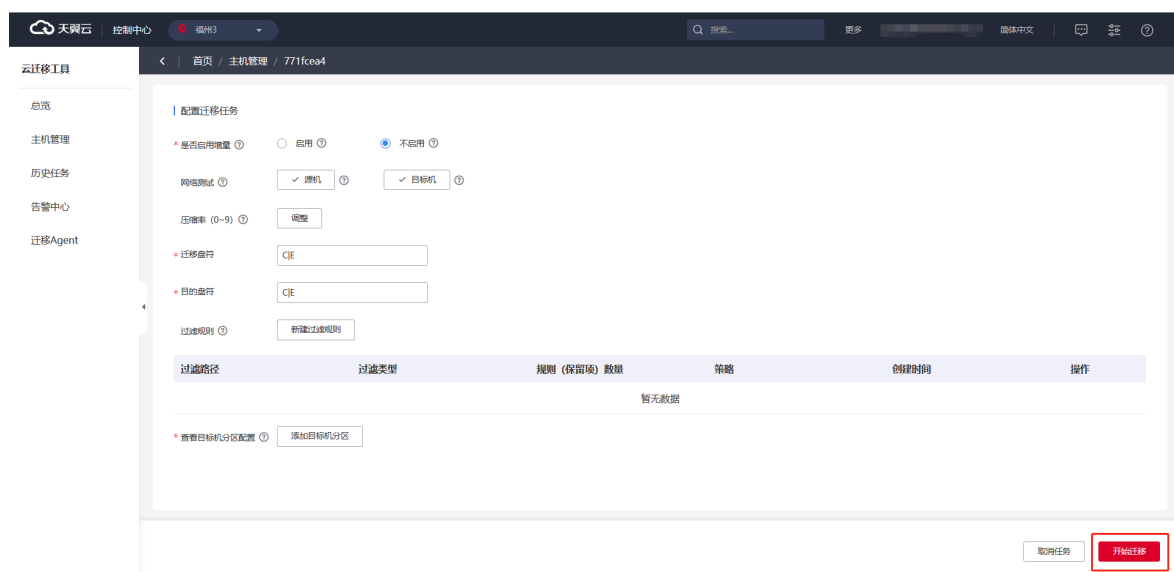 天翼云 控制中心 福州3 搜索... 更多 简体中文
云迁移工具
首页 / 主机管理 / 771fcea4
总览
主机管理
历史任务
告警中心
迁移Agent
配置迁移任务
* 是否启用增量 启用 不启用
网络测试 源机 目标机
压缩率 (0~9) 调整
* 迁移盘符 C|E
* 目的盘符 C|E
过滤规则 新建过滤规则
过滤路径 过滤类型 规则（保留项）数量 策略 创建时间 操作
暂无数据
* 查看目标机分区配置 添加目标机分区
取消任务 开始迁移